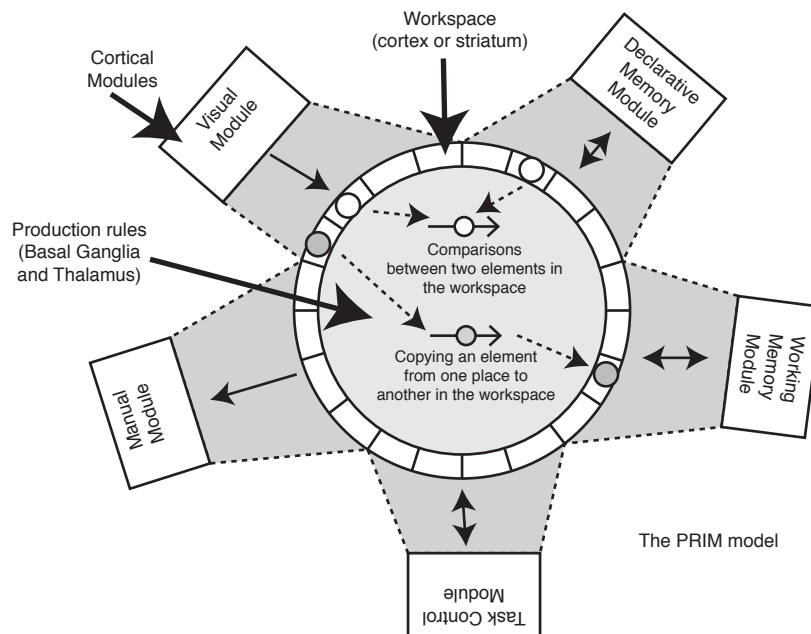 Workspace
(cortex or striatum)
Cortical
Modules
Visual
Module
Declarative
Memory
Module
Production rules
(Basal Ganglia
and Thalamus)
Comparisons
between two elements in
the workspace
Copying an element
from one place to
another in the workspace
Working
Memory
Module
Manual
Module
Task Control
Module
The PRIM model